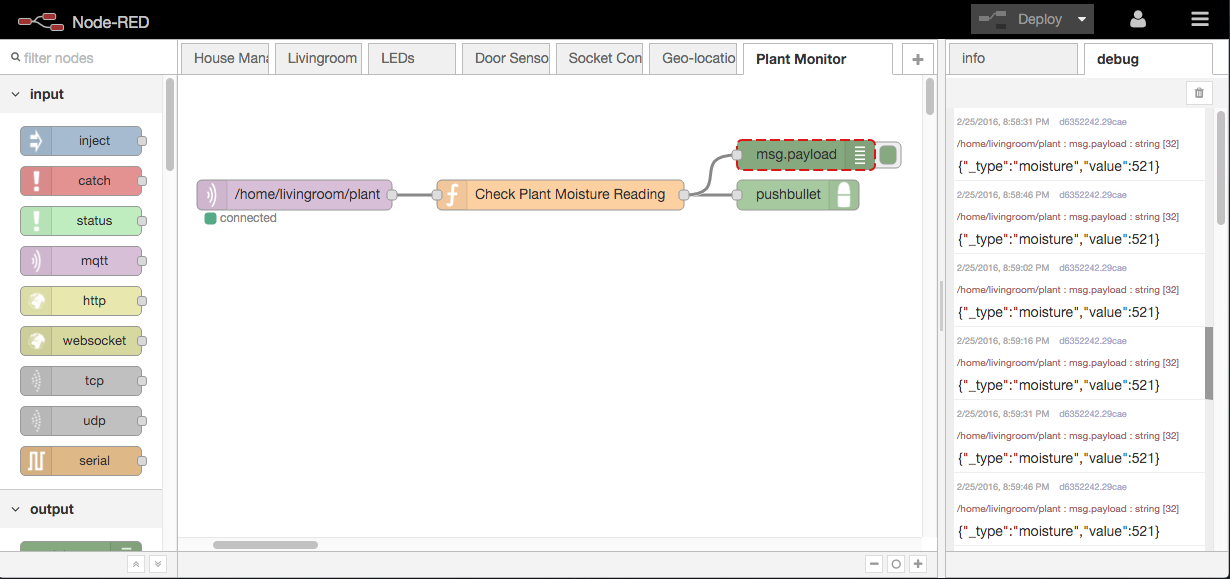 Node-RED
Deploy
filter nodes
House Mana
Livingroom
LEDs
Door Senso
Socket Con
Geo-locatio
Plant Monitor
info
debug
input
inject
catch
status
mqtt
http
websocket
tcp
udp
serial
output
/home/livingroom/plant
connected
Check Plant Moisture Reading
msg.payload
pushbullet
2/25/2016, 8:58:31 PM d6352242.29cae
/home/livingroom/plant : msg.payload : string [32]
{"_type":"moisture","value":521}
2/25/2016, 8:58:46 PM d6352242.29cae
/home/livingroom/plant : msg.payload : string [32]
{"_type":"moisture","value":521}
2/25/2016, 8:59:02 PM d6352242.29cae
/home/livingroom/plant : msg.payload : string [32]
{"_type":"moisture","value":521}
2/25/2016, 8:59:16 PM d6352242.29cae
/home/livingroom/plant : msg.payload : string [32]
{"_type":"moisture","value":521}
2/25/2016, 8:59:31 PM d6352242.29cae
/home/livingroom/plant : msg.payload : string [32]
{"_type":"moisture","value":521}
2/25/2016, 8:59:46 PM d6352242.29cae
/home/livingroom/plant : msg.payload : string [32]
{"_type":"moisture","value":521}